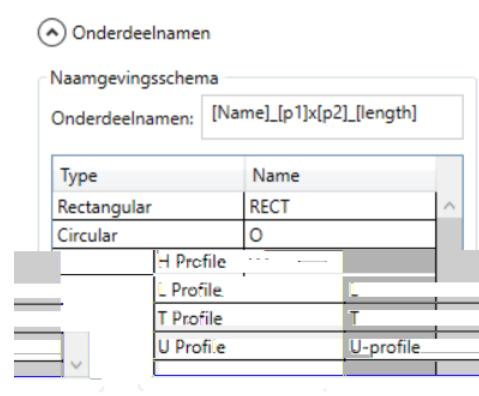 Onderdeelnamen
Naamgevingsschema
Onderdeelnamen: [Name]_[p1]x[p2]_[length]
Type Name
Rectangular RECT
Circular O
H Profile
L Profile L
T Profile T
U Profile U-profile